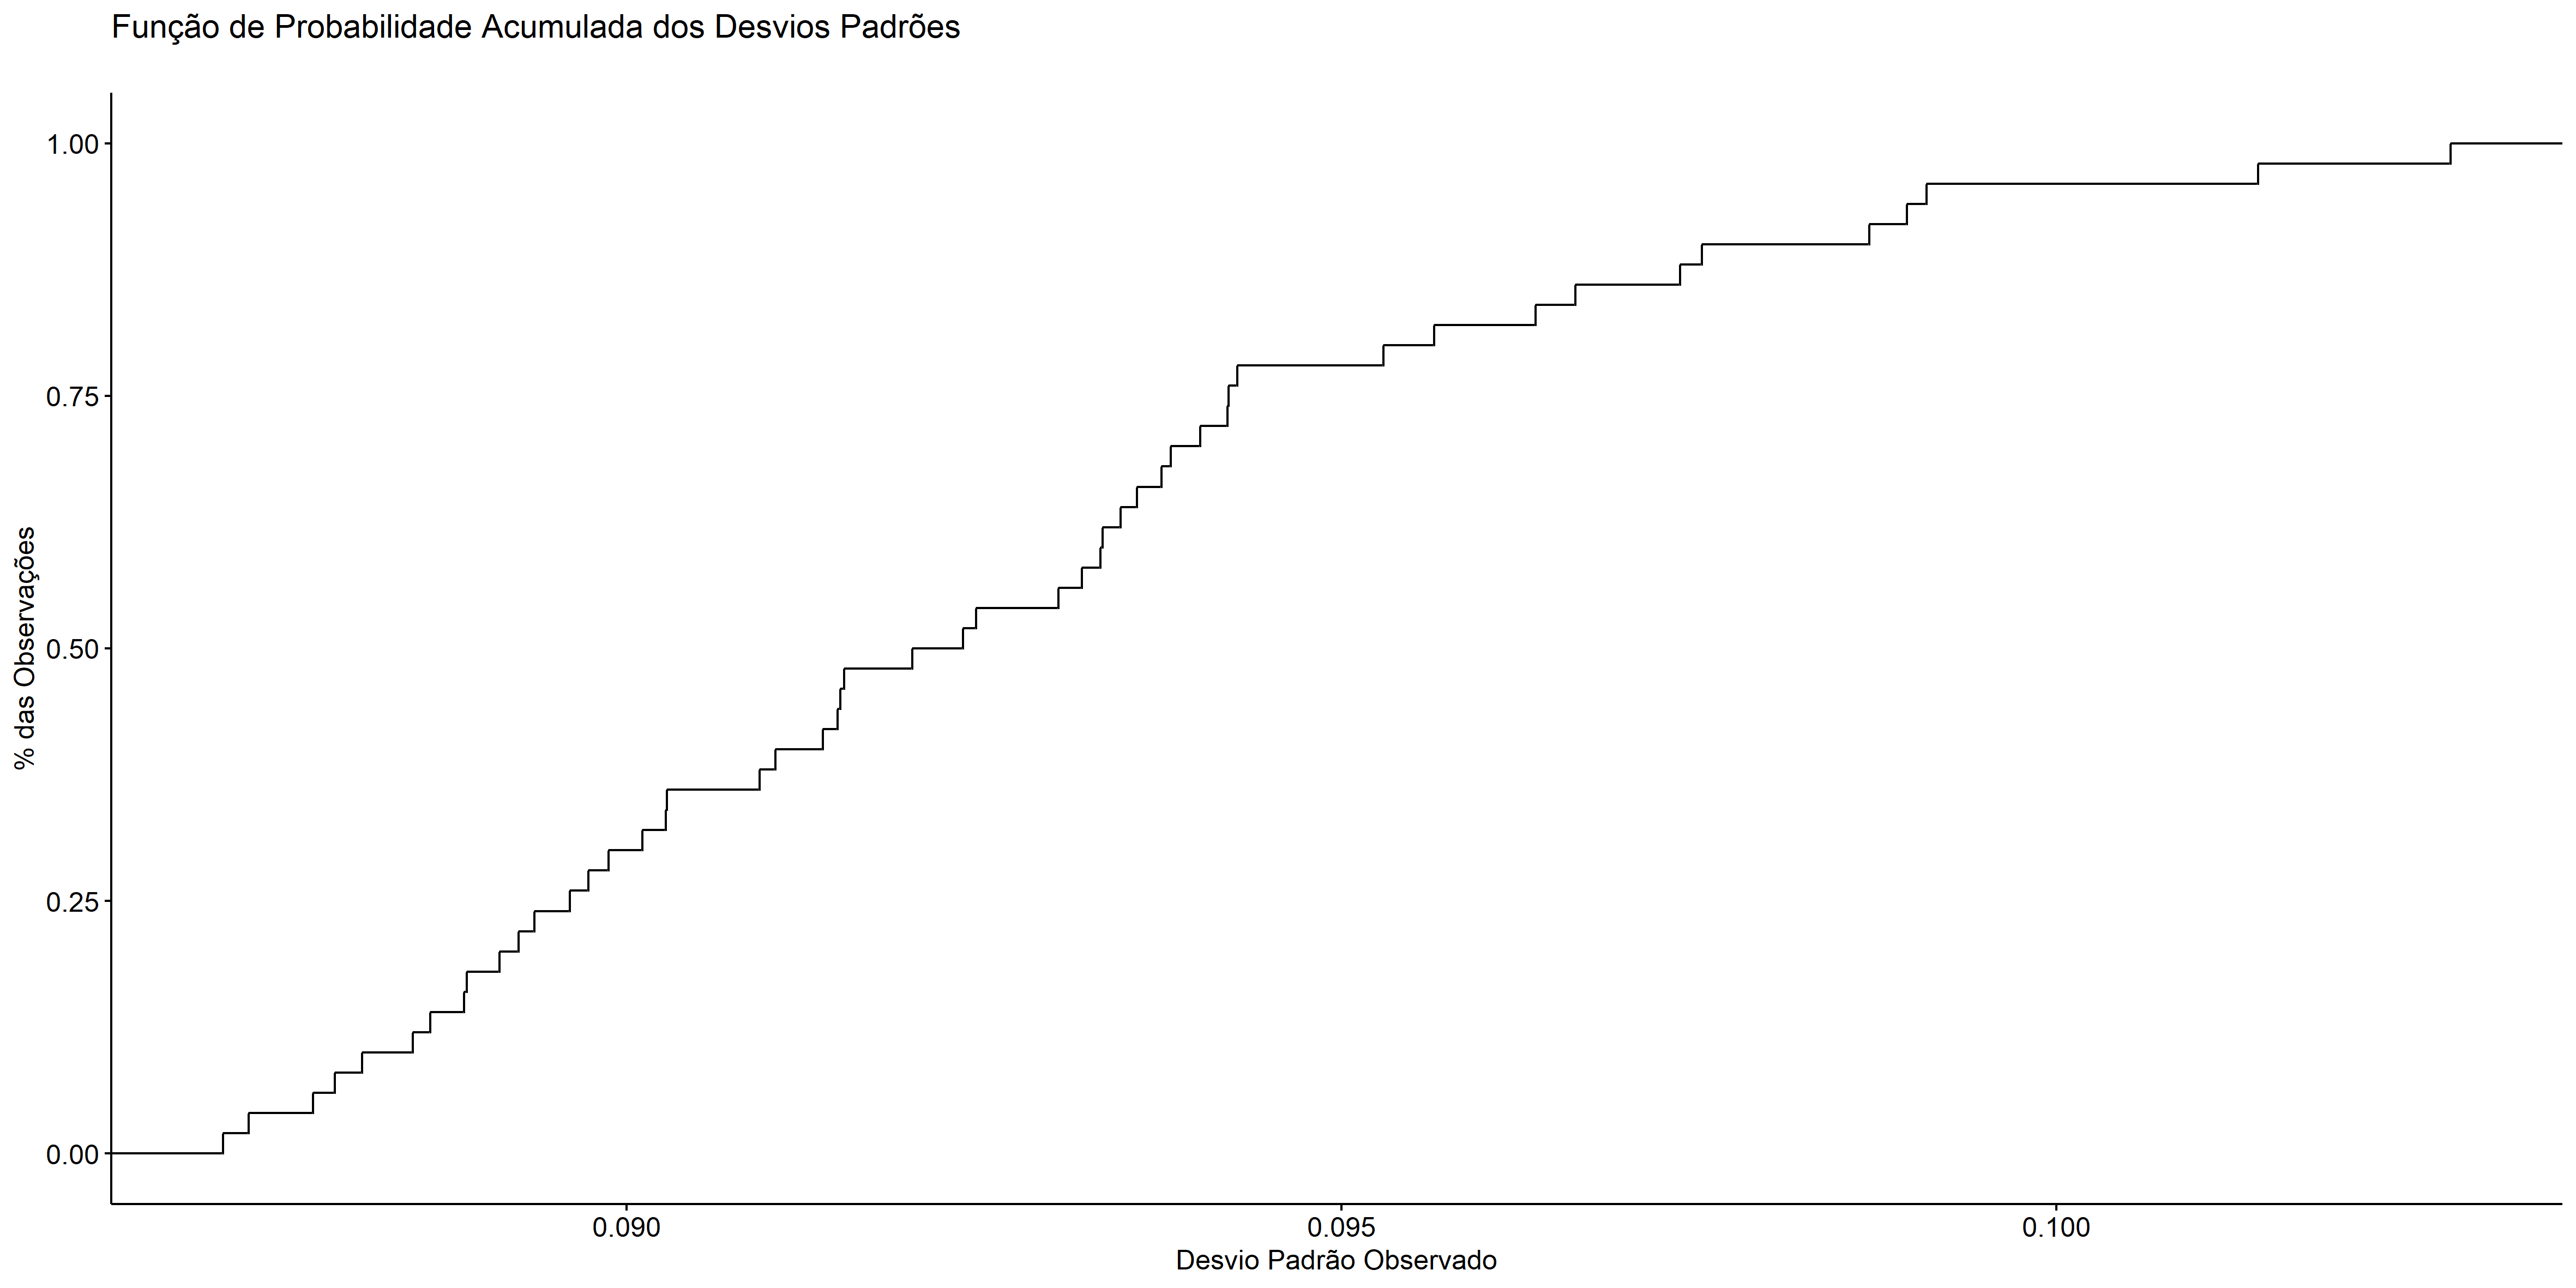 Função de Probabilidade Acumulada dos Desvios Padrões
1.00
0.75
0.50
0.25
0.00
% das Observações
0.090
0.095
0.100
Desvio Padrão Observado